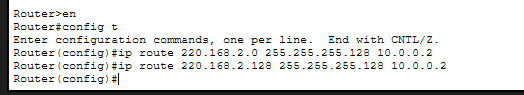 Router>en
Router#config t
Enter configuration commands, one per line.  End with CNTL/Z.
Router(config)#ip route 220.168.2.0 255.255.255.128 10.0.0.2
Router(config)#ip route 220.168.2.128 255.255.255.128 10.0.0.2
Router(config)#